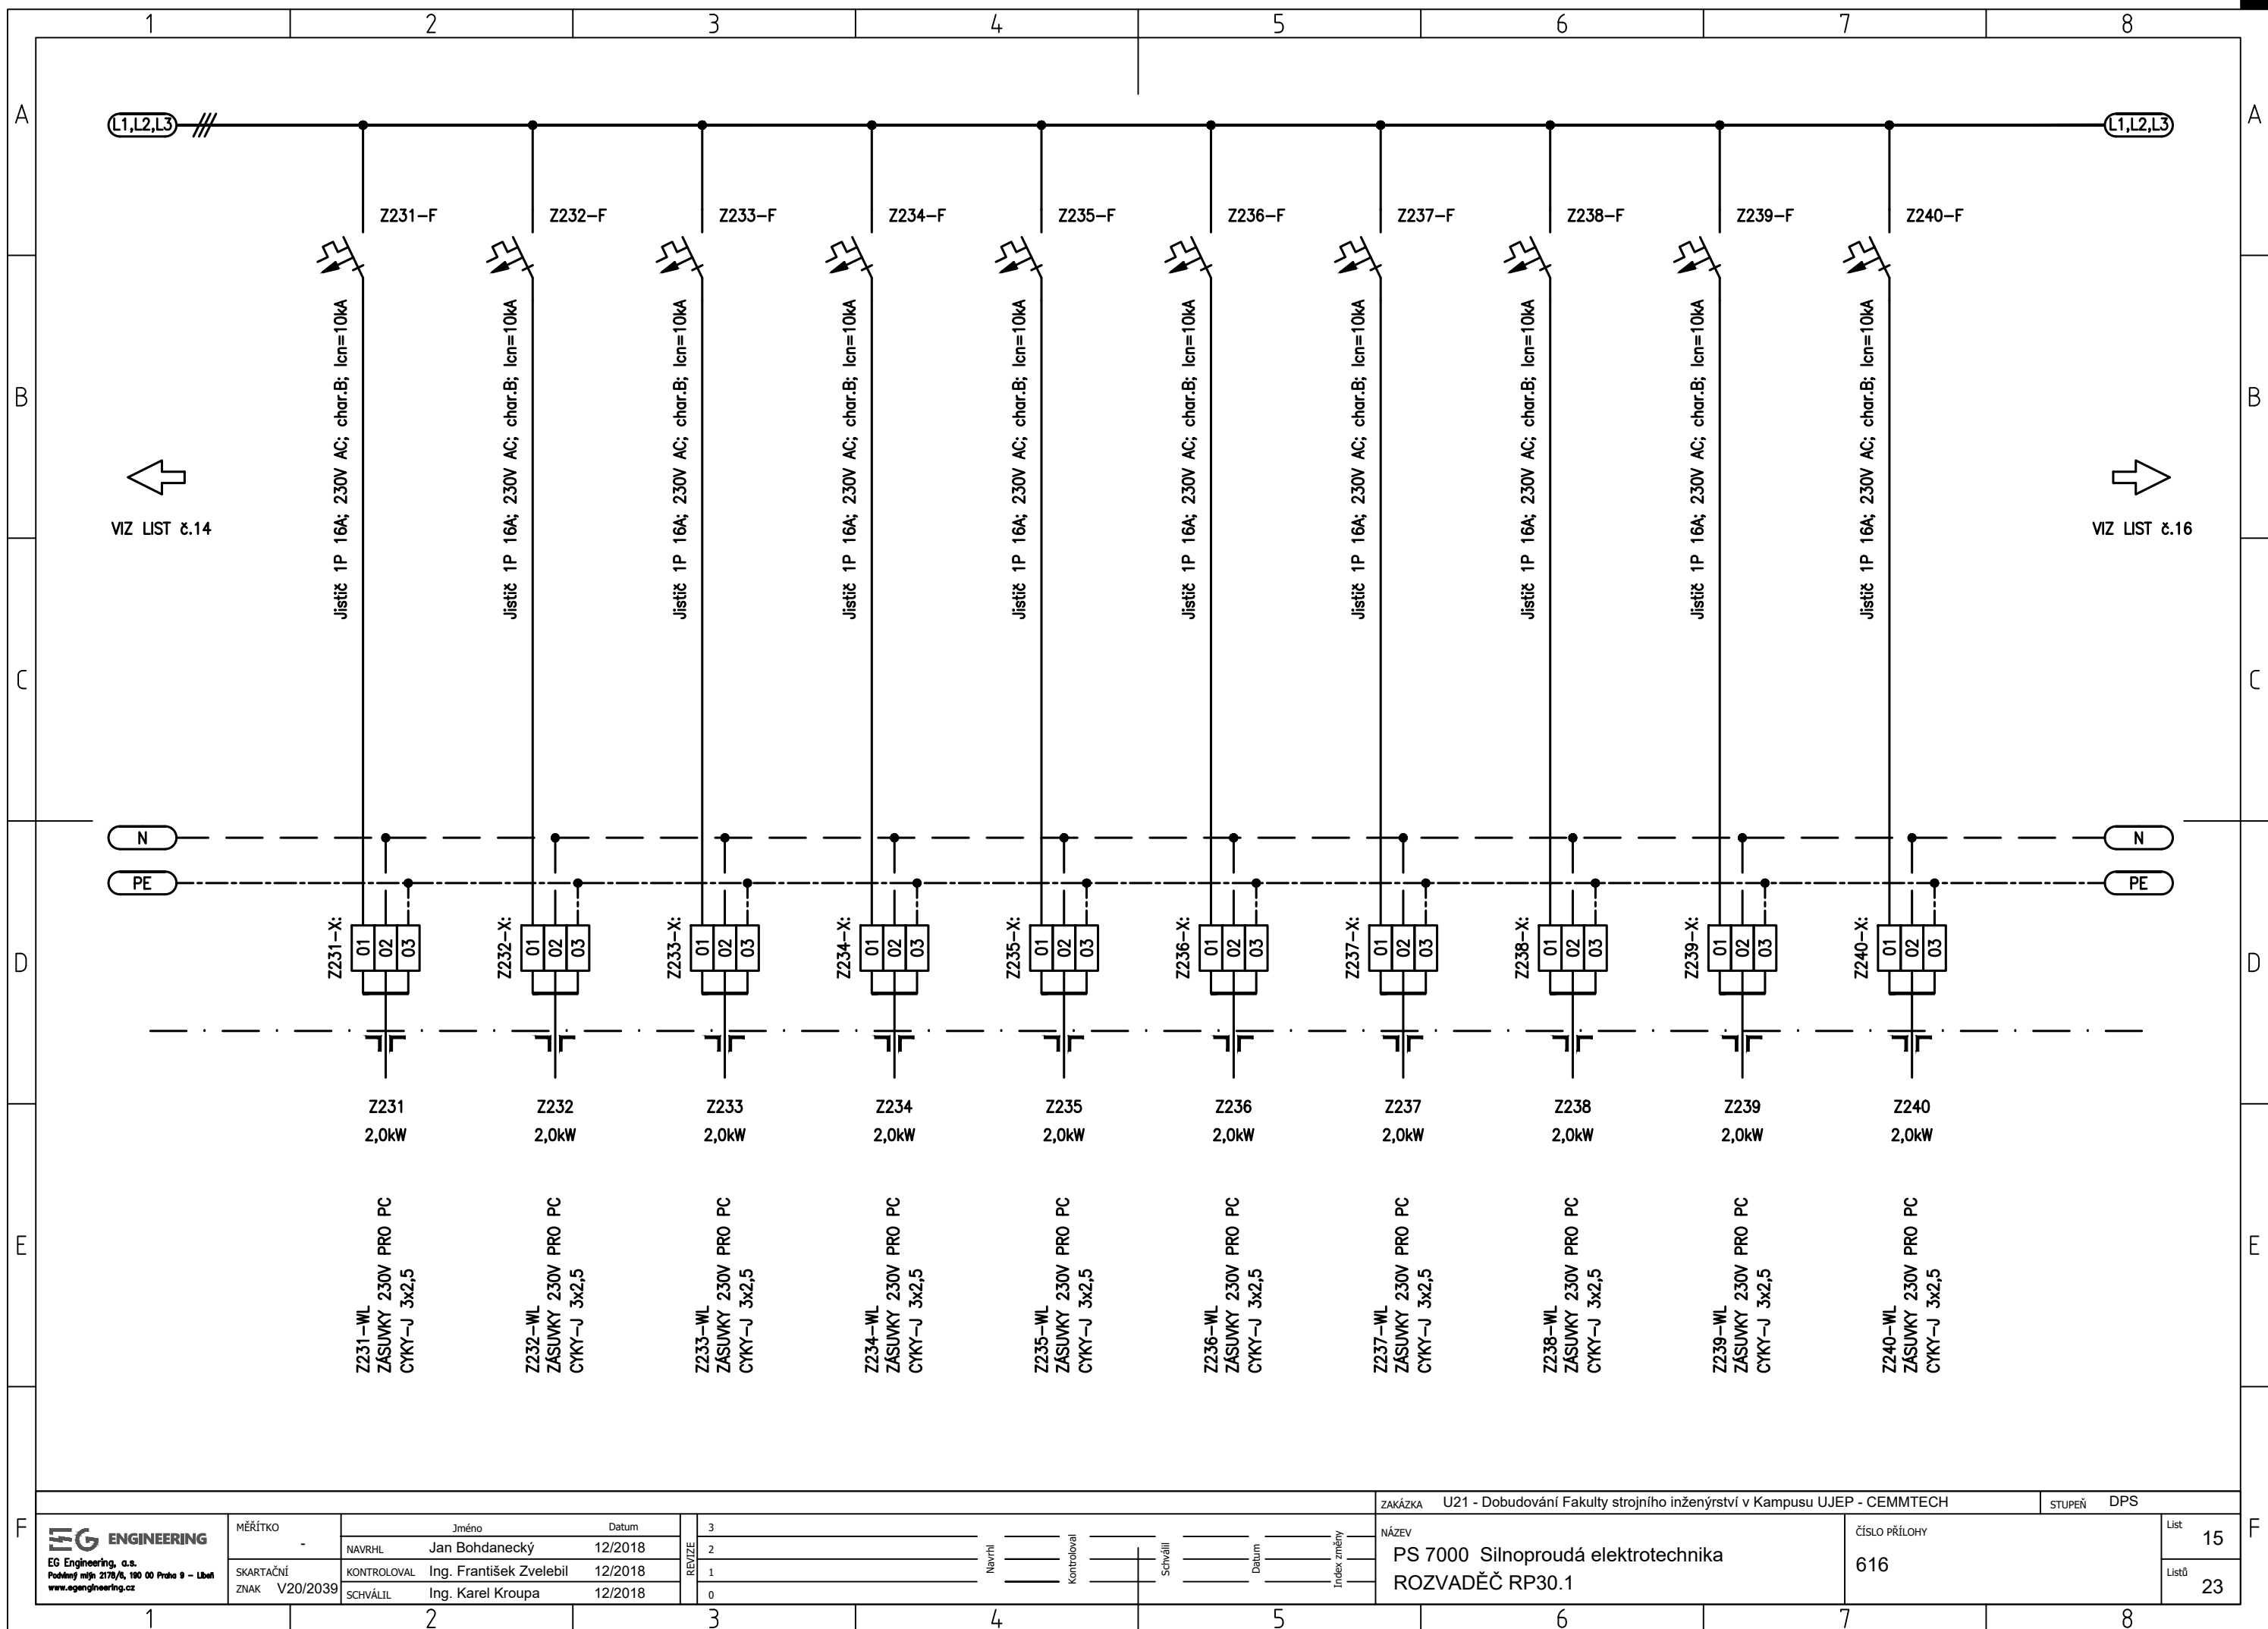 1 2 3 4 5 6 7 8
A A
L1,L2,L3 L1,L2,L3
Z231-F Z232-F Z233-F Z234-F Z235-F Z236-F Z237-F Z238-F Z239-F Z240-F
Jistič 1P 16A; 230V AC; char.B; Icn=10kA
Jistič 1P 16A; 230V AC; char.B; Icn=10kA
Jistič 1P 16A; 230V AC; char.B; Icn=10kA
Jistič 1P 16A; 230V AC; char.B; Icn=10kA
Jistič 1P 16A; 230V AC; char.B; Icn=10kA
Jistič 1P 16A; 230V AC; char.B; Icn=10kA
Jistič 1P 16A; 230V AC; char.B; Icn=10kA
Jistič 1P 16A; 230V AC; char.B; Icn=10kA
Jistič 1P 16A; 230V AC; char.B; Icn=10kA
Jistič 1P 16A; 230V AC; char.B; Icn=10kA
B B
VIZ LIST č.14 VIZ LIST č.16
C C
N N
PE PE
Z231-X: 01 02 03
Z232-X: 01 02 03
Z233-X: 01 02 03
Z234-X: 01 02 03
Z235-X: 01 02 03
Z236-X: 01 02 03
Z237-X: 01 02 03
Z238-X: 01 02 03
Z239-X: 01 02 03
Z240-X: 01 02 03
D D
Z231 Z232 Z233 Z234 Z235 Z236 Z237 Z238 Z239 Z240
2,0kW 2,0kW 2,0kW 2,0kW 2,0kW 2,0kW 2,0kW 2,0kW 2,0kW 2,0kW
Z231-WL
ZÁSUVKY 230V PRO PC
CYKY-J 3x2,5
Z232-WL
ZÁSUVKY 230V PRO PC
CYKY-J 3x2,5
Z233-WL
ZÁSUVKY 230V PRO PC
CYKY-J 3x2,5
Z234-WL
ZÁSUVKY 230V PRO PC
CYKY-J 3x2,5
Z235-WL
ZÁSUVKY 230V PRO PC
CYKY-J 3x2,5
Z236-WL
ZÁSUVKY 230V PRO PC
CYKY-J 3x2,5
Z237-WL
ZÁSUVKY 230V PRO PC
CYKY-J 3x2,5
Z238-WL
ZÁSUVKY 230V PRO PC
CYKY-J 3x2,5
Z239-WL
ZÁSUVKY 230V PRO PC
CYKY-J 3x2,5
Z240-WL
ZÁSUVKY 230V PRO PC
CYKY-J 3x2,5
E E
F F
EG ENGINEERING
EG Engineering, a.s.
Podvinný mlýn 2178/6, 190 00 Praha 9 - Libeň
www.egengineering.cz
MĚŘÍTKO
-
SKARTAČNÍ
ZNAK V20/2039
Jméno Datum
NAVRHL Jan Bohdanecký 12/2018
KONTROLOVAL Ing. František Zvelebil 12/2018
SCHVÁLIL Ing. Karel Kroupa 12/2018
REVIZE
3
2
1
0
Navrhl
Kontroloval
Schválil
Datum
Index změny
ZAKÁZKA U21 - Dobudování Fakulty strojního inženýrství v Kampusu UJEP - CEMMTECH
STUPEŇ DPS
NÁZEV
PS 7000 Silnoproudá elektrotechnika
ROZVADĚČ RP30.1
ČÍSLO PŘÍLOHY
616
List 15
Listů 23
1 2 3 4 5 6 7 8